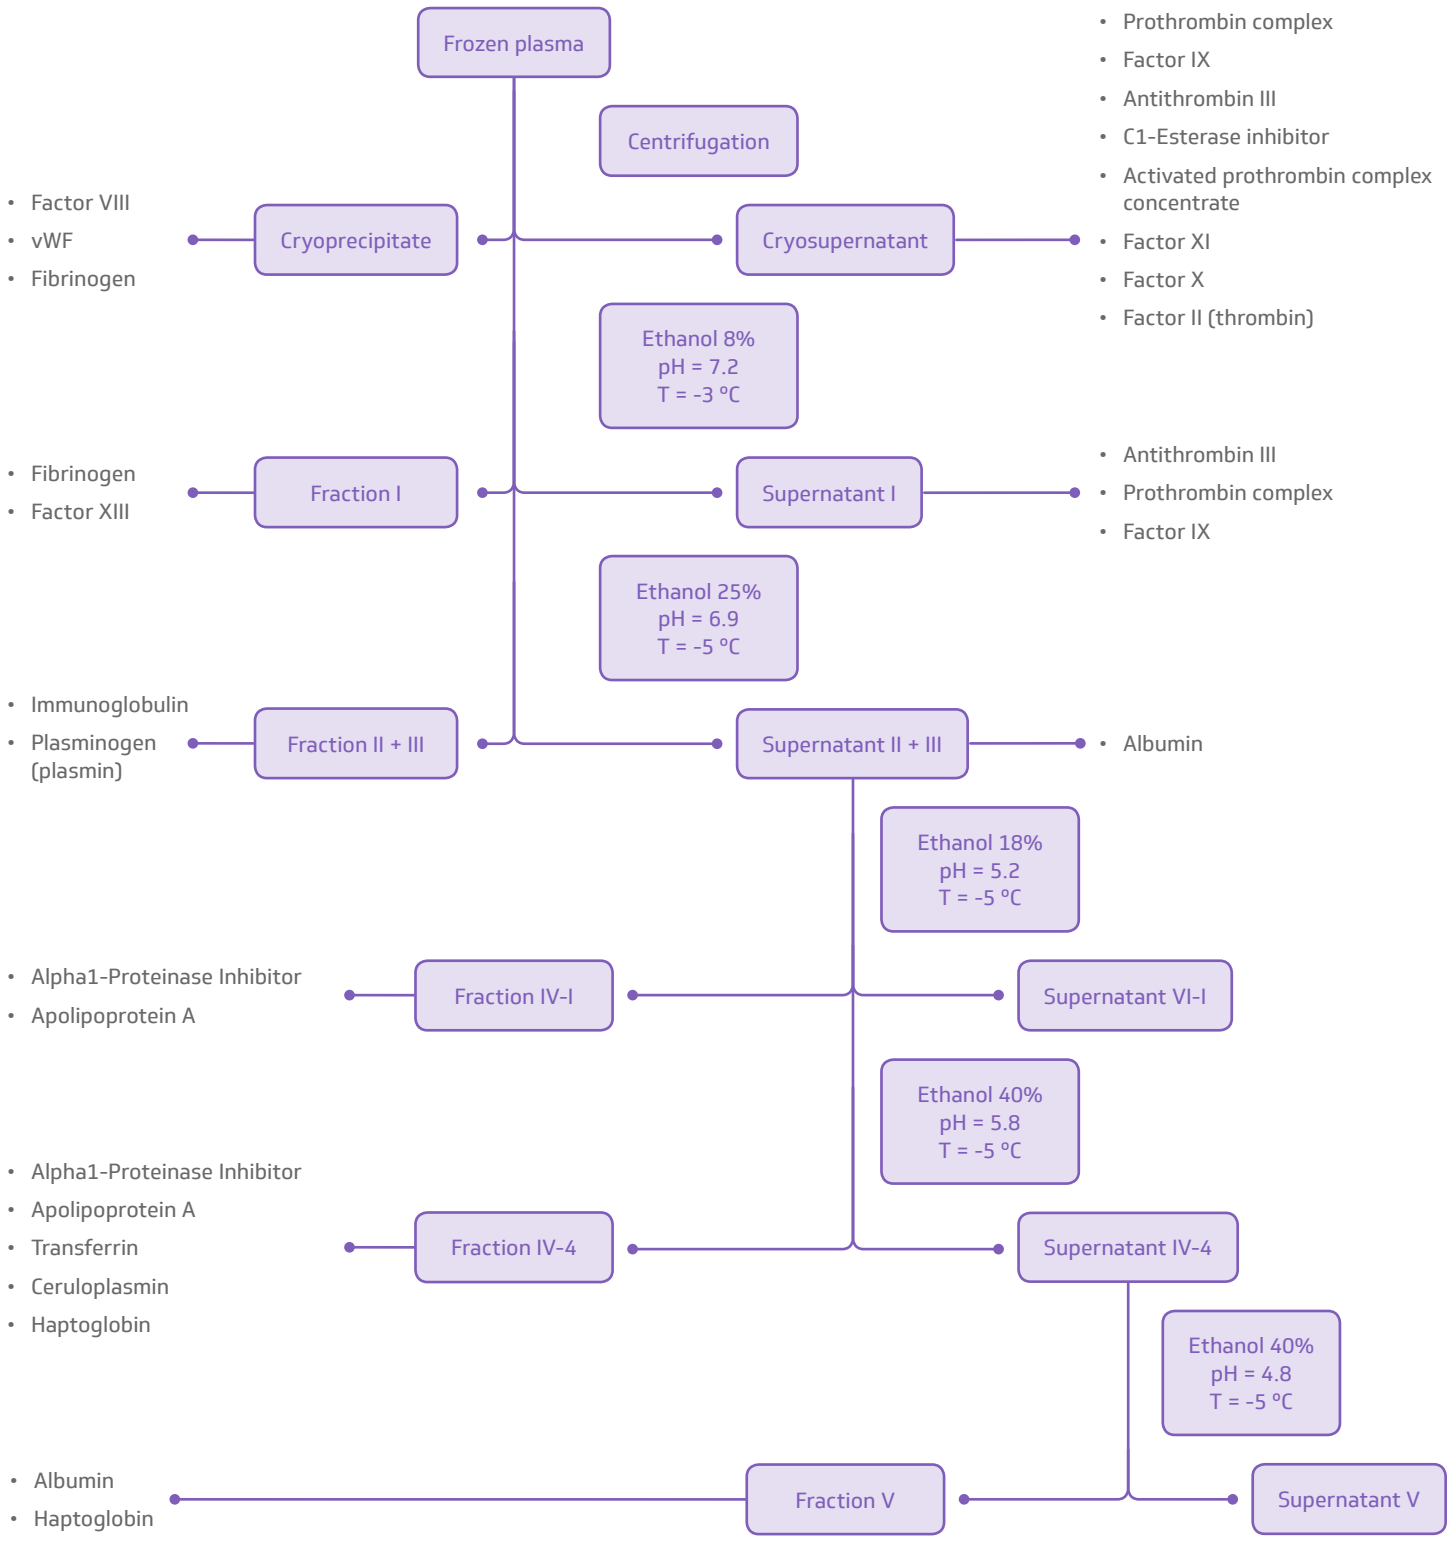 Frozen plasma
Centrifugation
• Factor VIII
• vWF
• Fibrinogen
Cryoprecipitate
Cryosupernatant
• Prothrombin complex
• Factor IX
• Antithrombin III
• C1-Esterase inhibitor
• Activated prothrombin complex
concentrate
• Factor XI
• Factor X
• Factor II (thrombin)
Ethanol 8%
pH = 7.2
T = -3 ºC
• Fibrinogen
• Factor XIII
Fraction I
Supernatant I
• Antithrombin III
• Prothrombin complex
• Factor IX
Ethanol 25%
pH = 6.9
T = -5 ºC
• Immunoglobulin
• Plasminogen
(plasmin)
Fraction II + III
Supernatant II + III
• Albumin
Ethanol 18%
pH = 5.2
T = -5 ºC
• Alpha1-Proteinase Inhibitor
• Apolipoprotein A
Fraction IV-I
Supernatant VI-I
Ethanol 40%
pH = 5.8
T = -5 ºC
• Alpha1-Proteinase Inhibitor
• Apolipoprotein A
• Transferrin
• Ceruloplasmin
• Haptoglobin
Fraction IV-4
Supernatant IV-4
Ethanol 40%
pH = 4.8
T = -5 ºC
• Albumin
• Haptoglobin
Fraction V
Supernatant V